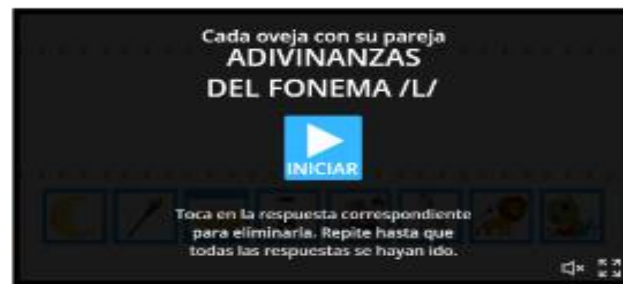 Cada oveja con su pareja
ADIVINANZAS
DEL FONEMA /L/
INICIAR
Toca en la respuesta correspondiente
para eliminarla. Repite hasta que
todas las respuestas se hayan ido.